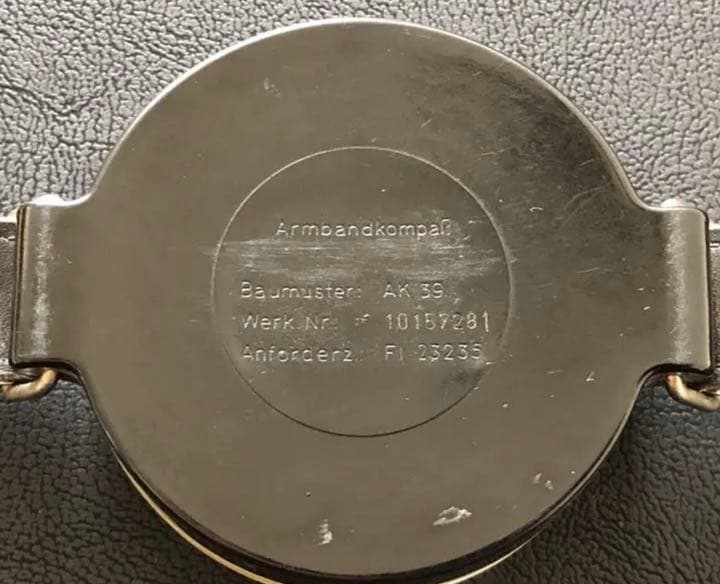 Armbandkompaß
Baumuster: AK 39
Werk Nr.: 10157281
Anforderz.: Fl 23235